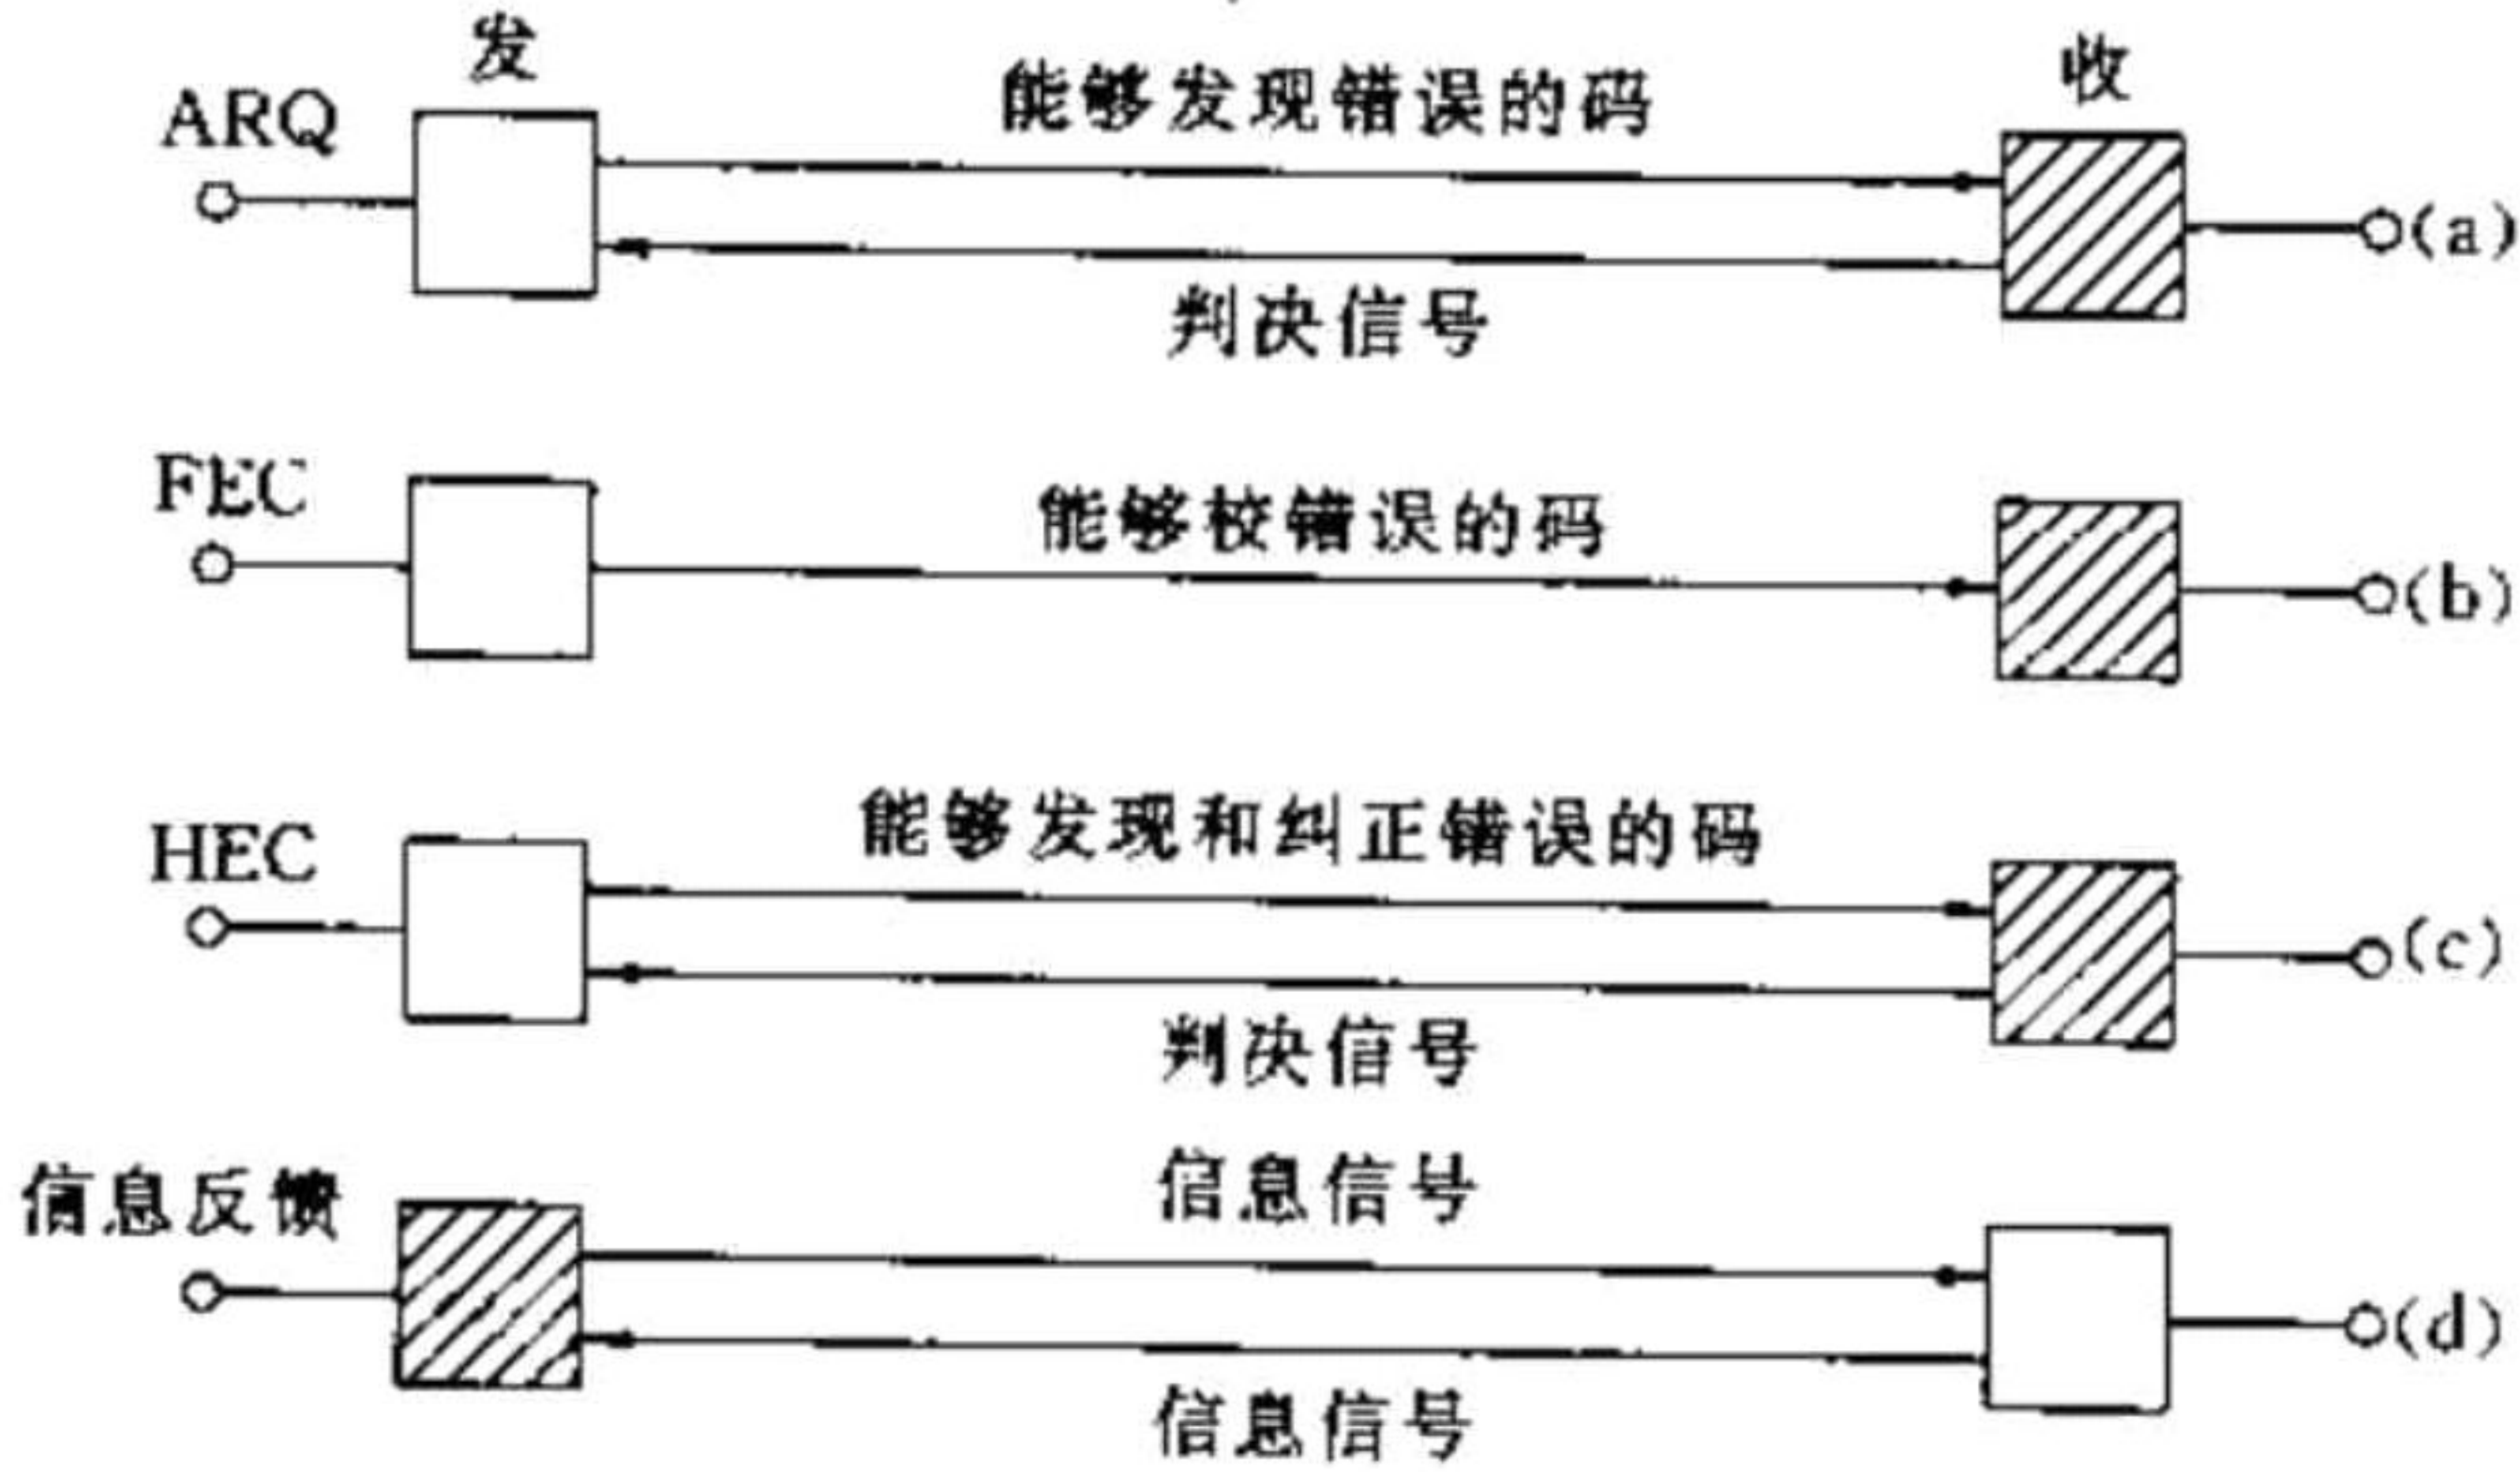 发 收
ARQ 能够发现错误的码
(a)
判决信号
FEC 能够校错误的码
(b)
HEC 能够发现和纠正错误的码
(c)
判决信号
信息反馈 信息信号
(d)
信息信号